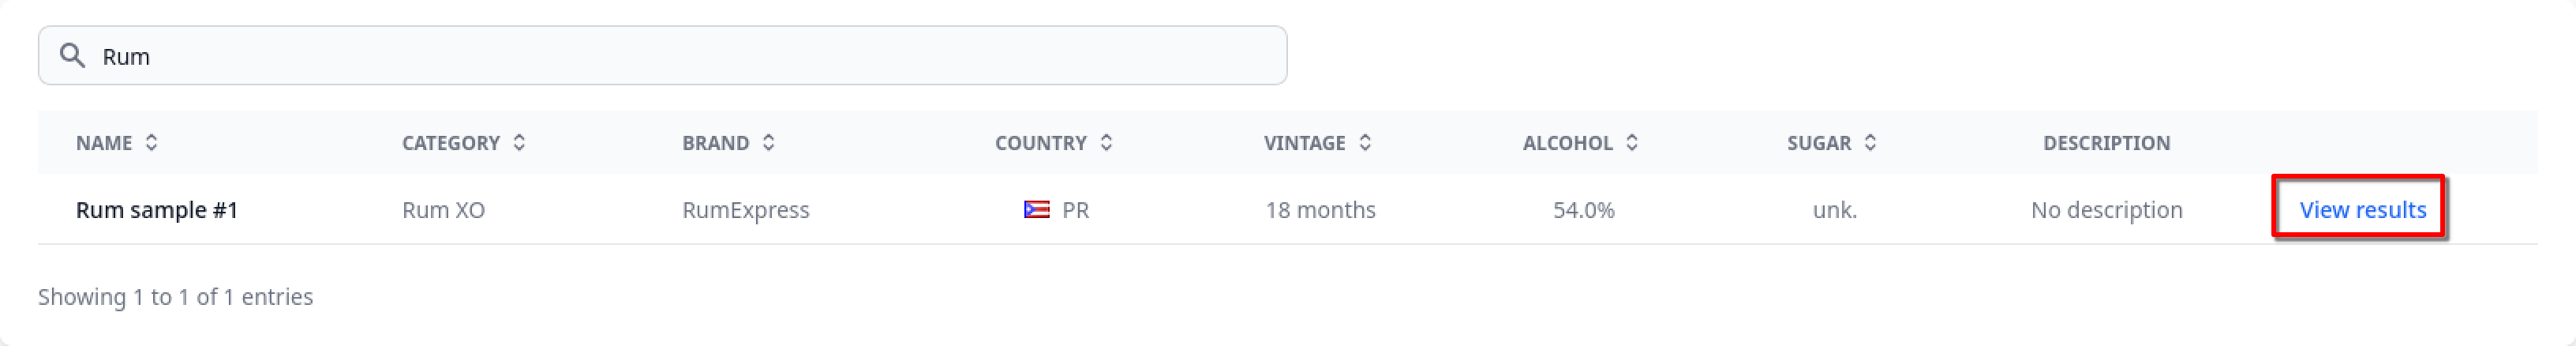 Rum
NAME CATEGORY BRAND COUNTRY VINTAGE ALCOHOL SUGAR DESCRIPTION
Rum sample #1 Rum XO RumExpress PR 18 months 54.0% unk. No description View results
Showing 1 to 1 of 1 entries